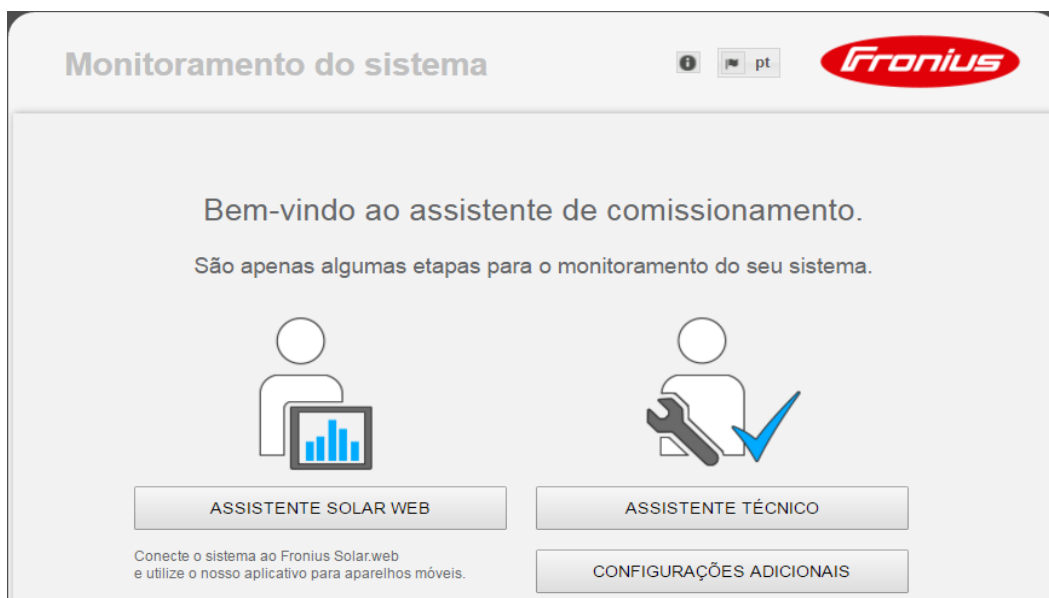 Monitoramento do sistema
pt
Fronius
Bem-vindo ao assistente de comissionamento.
São apenas algumas etapas para o monitoramento do seu sistema.
ASSISTENTE SOLAR WEB
Conecte o sistema ao Fronius Solar.web
e utilize o nosso aplicativo para aparelhos móveis.
ASSISTENTE TÉCNICO
CONFIGURAÇÕES ADICIONAIS